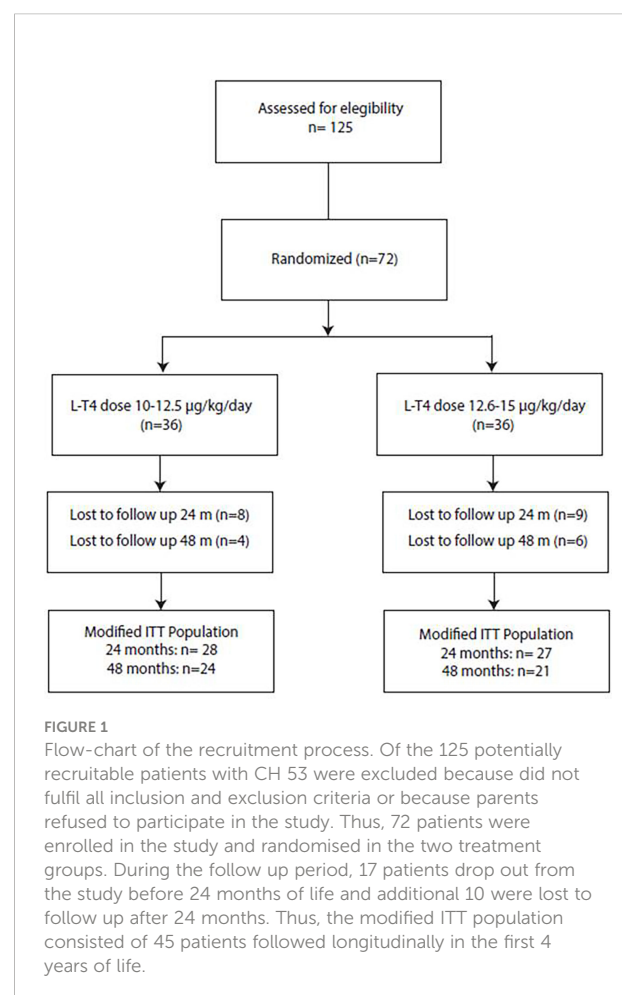 Assessed for elegibility
n= 125
Randomized (n=72)
L-T4 dose 10-12.5 µg/kg/day
(n=36)
L-T4 dose 12.6-15 µg/kg/day
(n=36)
Lost to follow up 24 m (n=8)
Lost to follow up 48 m (n=4)
Lost to follow up 24 m (n=9)
Lost to follow up 48 m (n=6)
Modified ITT Population
24 months: n= 28
48 months: n=24
Modified ITT Population
24 months: n= 27
48 months: n=21
FIGURE 1
Flow-chart of the recruitment process. Of the 125 potentially
recruitable patients with CH 53 were excluded because did not
fulfil all inclusion and exclusion criteria or because parents
refused to participate in the study. Thus, 72 patients were
enrolled in the study and randomised in the two treatment
groups. During the follow up period, 17 patients drop out from
the study before 24 months of life and additional 10 were lost to
follow up after 24 months. Thus, the modified ITT population
consisted of 45 patients followed longitudinally in the first 4
years of life.